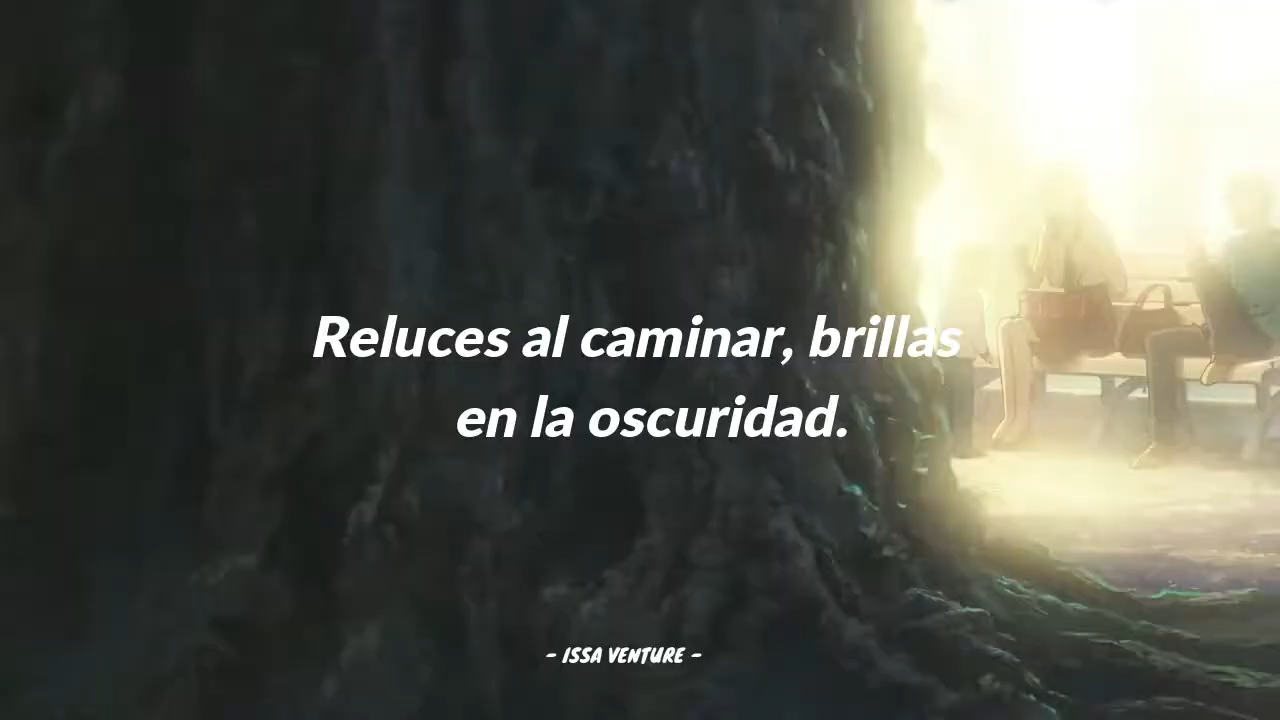 Reluces al caminar, brillas
en la oscuridad.
- ISSA VENTURE -